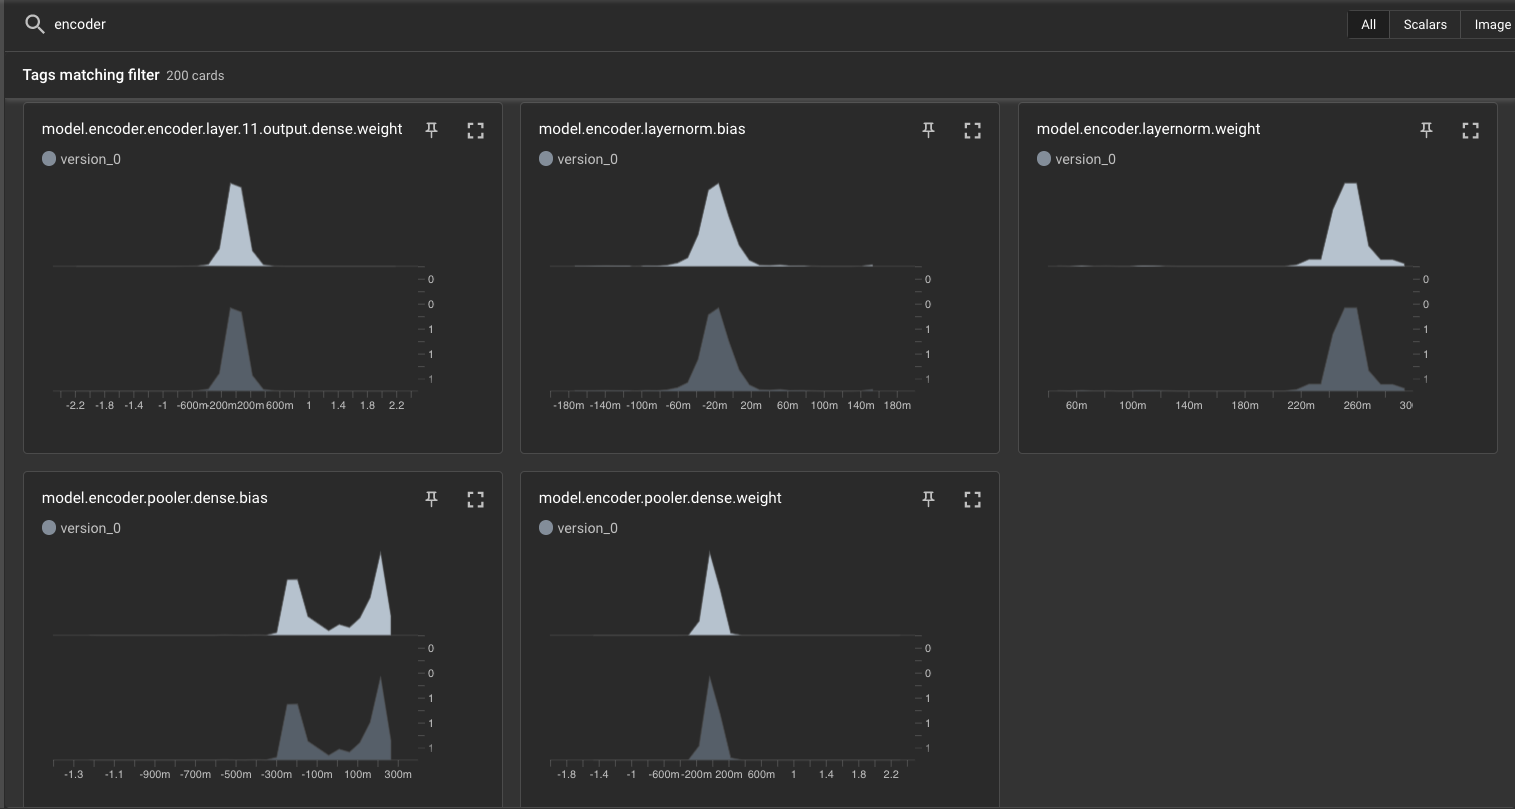 encoder
All Scalars Image
Tags matching filter 200 cards
model.encoder.encoder.layer.11.output.dense.weight
version_0
0
0
1
1
1
-2.2 -1.8 -1.4 -1 -600m -200m 200m 600m 1 1.4 1.8 2.2
model.encoder.layernorm.bias
version_0
0
0
1
1
1
-180m -140m -100m -60m -20m 20m 60m 100m 140m 180m
model.encoder.layernorm.weight
version_0
0
0
1
1
1
60m 100m 140m 180m 220m 260m 30
model.encoder.pooler.dense.bias
version_0
0
0
1
1
1
-1.3 -1.1 -900m -700m -500m -300m -100m 100m 300m
model.encoder.pooler.dense.weight
version_0
0
0
1
1
1
-1.8 -1.4 -1 -600m -200m 200m 600m 1 1.4 1.8 2.2